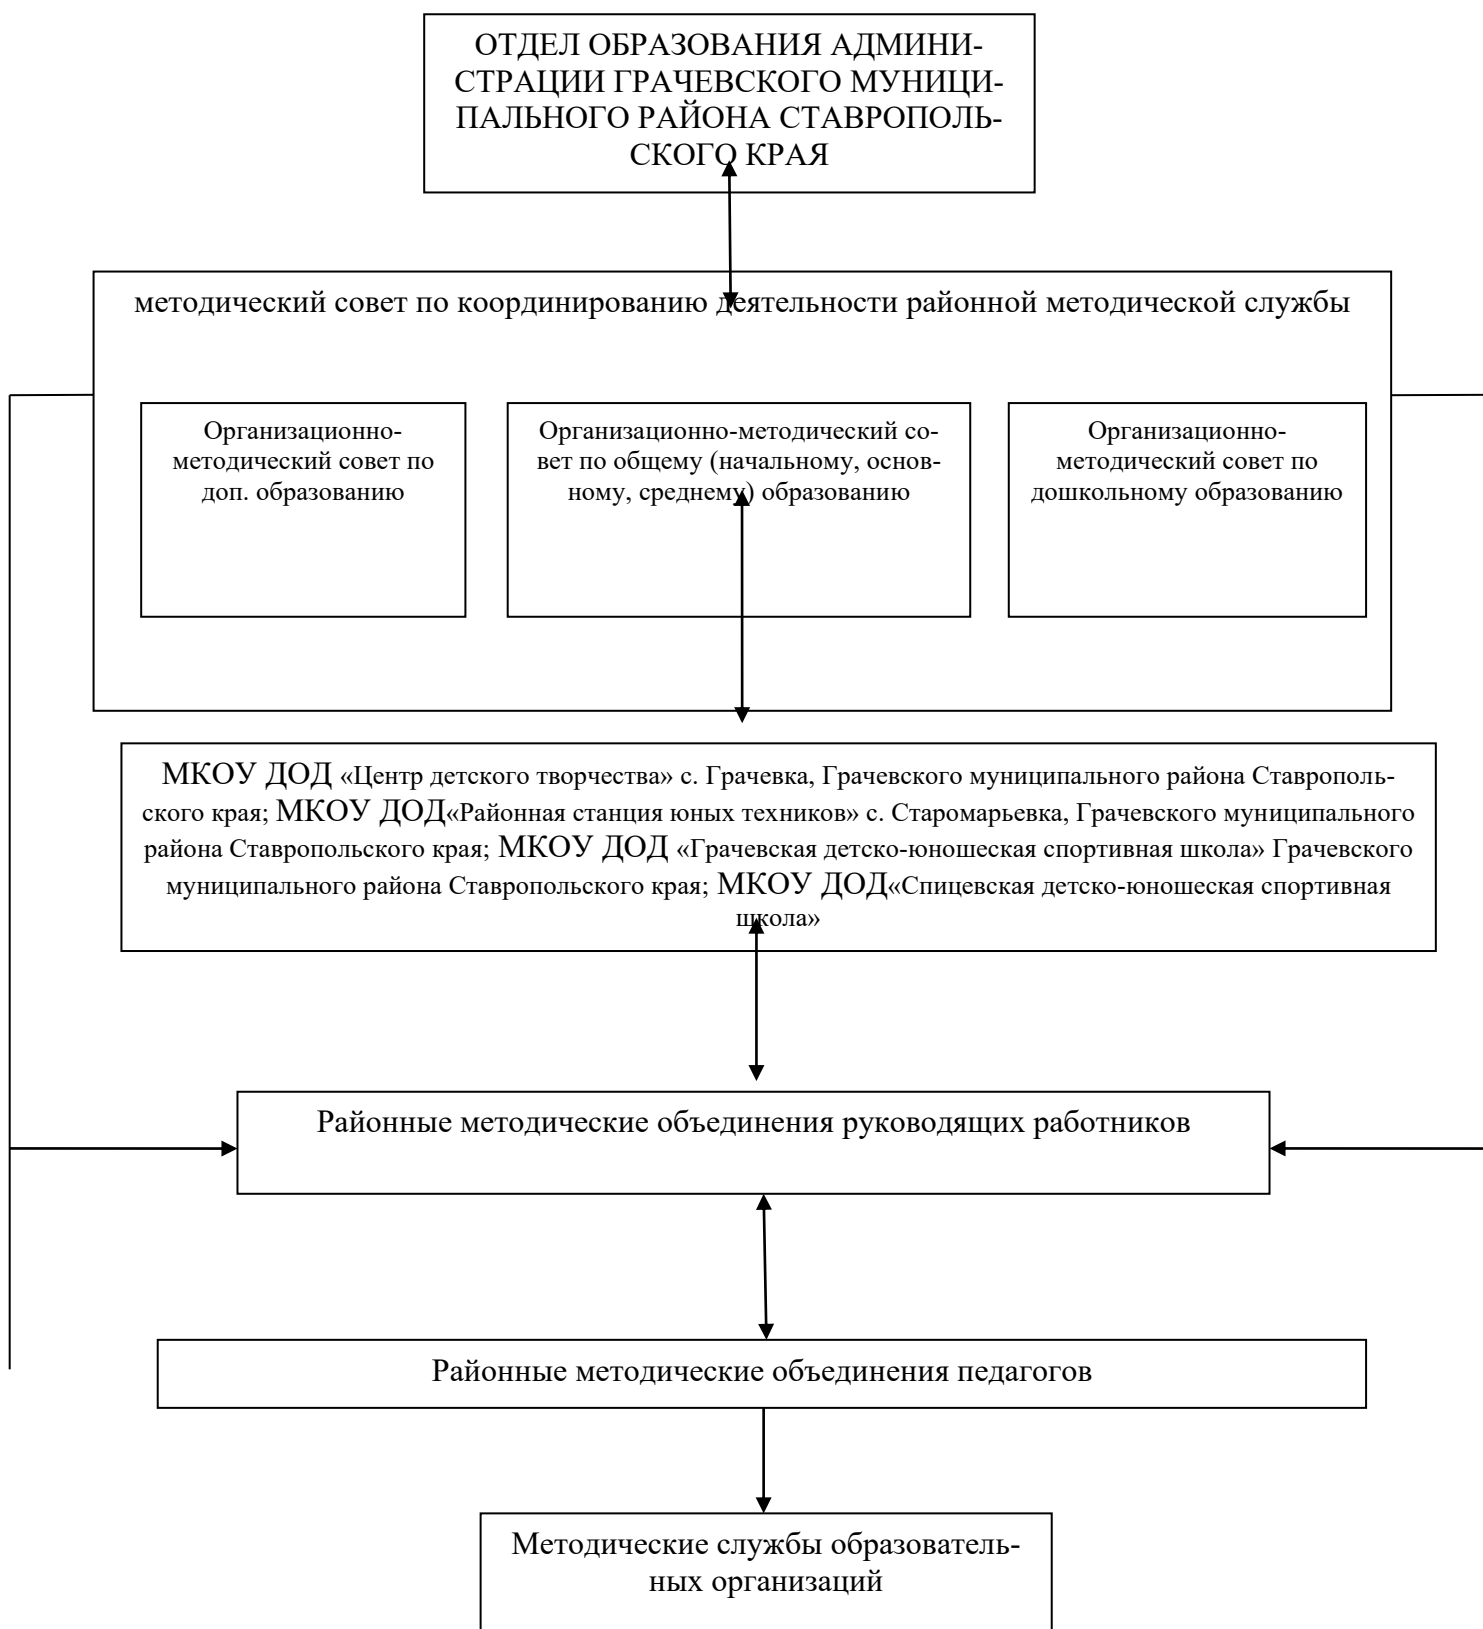 ОТДЕЛ ОБРАЗОВАНИЯ АДМИНИ-
СТРАЦИИ ГРАЧЕВСКОГО МУНИЦИ-
ПАЛЬНОГО РАЙОНА СТАВРОПОЛЬ-
СКОГО КРАЯ
методический совет по координированию деятельности районной методической службы
Организационно-
методический совет по
доп. образованию
Организационно-методический со-
вет по общему (начальному, основ-
ному, среднему) образованию
Организационно-
методический совет по
дошкольному образованию
МКОУ ДОД «Центр детского творчества» с. Грачевка, Грачевского муниципального района Ставрополь-
ского края; МКОУ ДОД«Районная станция юных техников» с. Старомарьевка, Грачевского муниципального
района Ставропольского края; МКОУ ДОД «Грачевская детско-юношеская спортивная школа» Грачевского
муниципального района Ставропольского края; МКОУ ДОД«Спицевская детско-юношеская спортивная
школа»
Районные методические объединения руководящих работников
Районные методические объединения педагогов
Методические службы образователь-
ных организаций